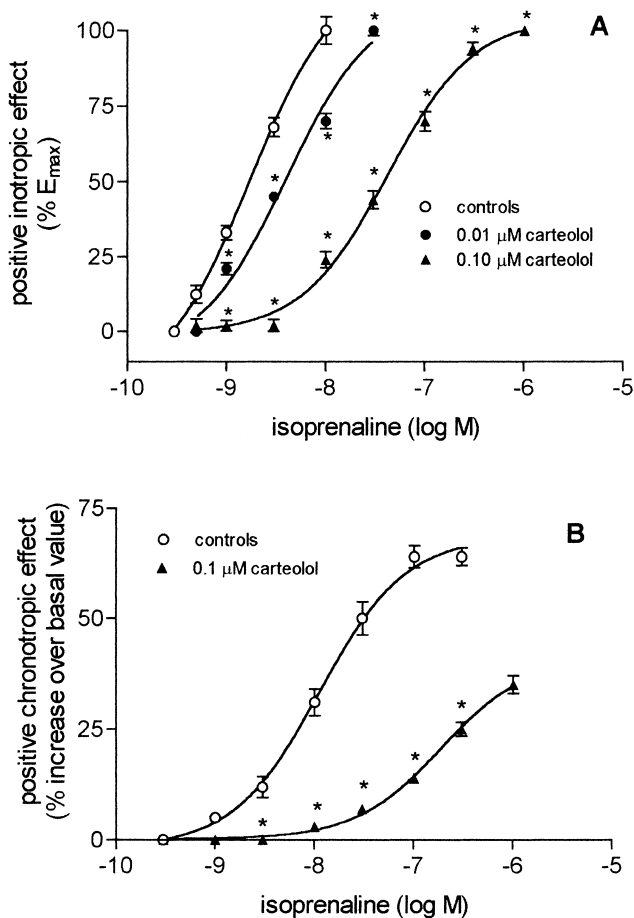 A
positive inotropic effect
(% Emax)
100
75
50
25
0
* * *
*
*
*
*
*
*
*
* *
controls
0.01 µM carteolol
0.10 µM carteolol
-10 -9 -8 -7 -6 -5
isoprenaline (log M)
B
positive chronotropic effect
(% increase over basal value)
75
50
25
0
controls
0.1 µM carteolol
* * * * *
-10 -9 -8 -7 -6 -5
isoprenaline (log M)